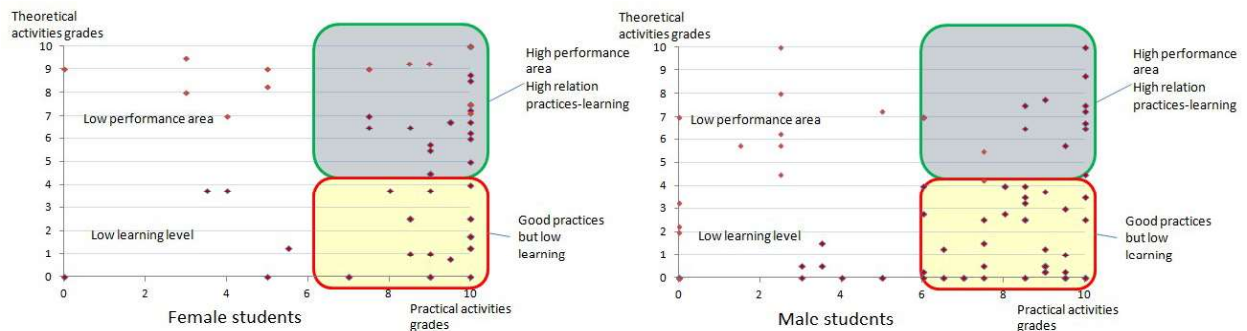 Theoretical
activities grades
10
9
8
7
6
5
4
3
2
1
0
0
2
4
6
8
10
Low performance area
Low learning level
High performance
area
High relation
practices-learning
Good practices
but low
learning
Female students
Practical activities
grades
Theoretical
activities grades
10
9
8
7
6
5
4
3
2
1
0
0
2
4
6
8
10
Low performance area
Low learning level
High performance
area
High relation
practices-learning
Good practices
but low
learning
Male students
Practical activities
grades